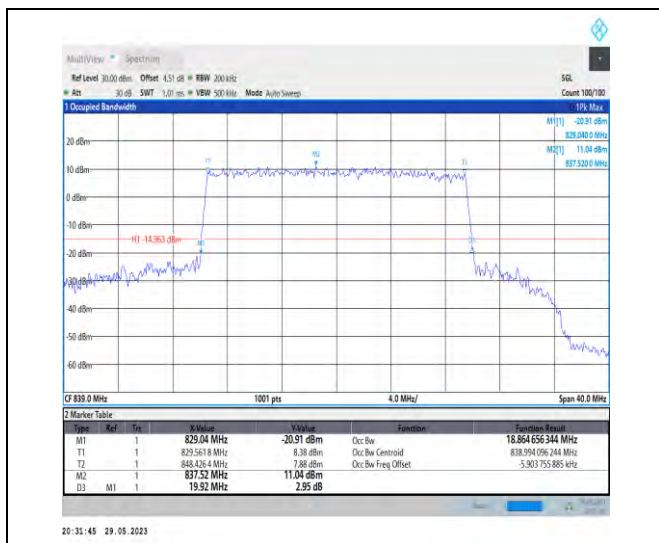 MultiView Spectrum
Ref Level 30.00 dBm Offset 4.51 dB RBW 200 kHz SGL
Att 30 dB SWT 1.01 ms VBW 500 kHz Mode Auto Sweep Count 100/100
1 Occupied Bandwidth 1Pk Max
M1[1] -20.91 dBm
829.040 0 MHz
M2[1] 11.04 dBm
837.520 0 MHz
20 dBm
T1 M2 T2
10 dBm
0 dBm
-10 dBm
H1 -14.963 dBm
M1 D3
-20 dBm
-30 dBm
-40 dBm
-50 dBm
-60 dBm
CF 839.0 MHz 1001 pts 4.0 MHz/ Span 40.0 MHz
2 Marker Table
Type Ref Trc X-Value Y-Value Function Function Result
M1 1 829.04 MHz -20.91 dBm Occ Bw 18.864 656 344 MHz
T1 1 829.561 8 MHz 8.38 dBm Occ Bw Centroid 838.994 096 244 MHz
T2 1 848.426 4 MHz 7.88 dBm Occ Bw Freq Offset -5.903 755 885 kHz
M2 1 837.52 MHz 11.04 dBm
D3 M1 1 19.92 MHz 2.95 dB
20:31:45 29.05.2023